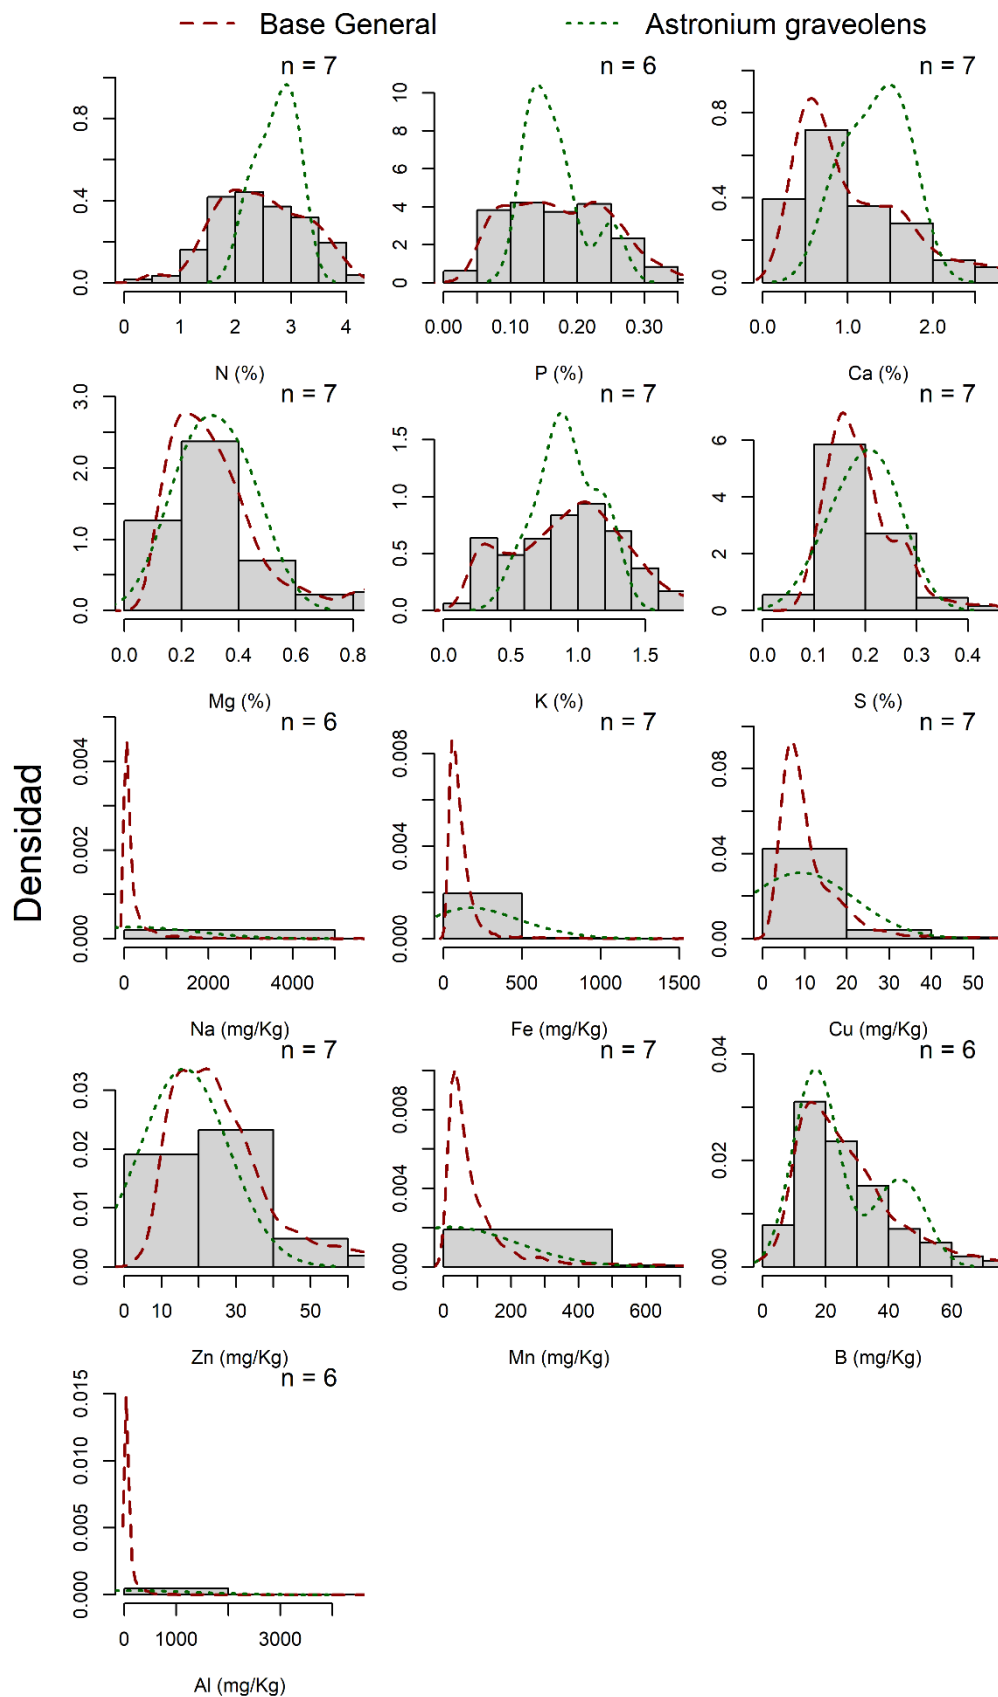 Base General Astronium graveolens
n = 7 n = 6 n = 7
0.0 0.4 0.8
0 1 2 3 4
N (%)
0 2 4 6 8 10
0.00 0.10 0.20 0.30
P (%)
0.0 0.4 0.8
0.0 1.0 2.0
Ca (%)
n = 7 n = 7 n = 7
0.0 1.0 2.0 3.0
0.0 0.2 0.4 0.6 0.8
Mg (%)
0.0 0.5 1.0 1.5
0.0 0.5 1.0 1.5
K (%)
0 2 4 6
0.0 0.1 0.2 0.3 0.4
S (%)
Densidad
n = 6 n = 7 n = 7
0.000 0.002 0.004
0 2000 4000
Na (mg/Kg)
0.000 0.004 0.008
0 500 1000 1500
Fe (mg/Kg)
0.00 0.04 0.08
0 10 20 30 40 50
Cu (mg/Kg)
n = 7 n = 7 n = 6
0.00 0.01 0.02 0.03
0 10 30 50
Zn (mg/Kg)
0.000 0.004 0.008
0 200 400 600
Mn (mg/Kg)
0.00 0.02 0.04
0 20 40 60
B (mg/Kg)
n = 6
0.000 0.005 0.010 0.015
0 1000 3000
Al (mg/Kg)